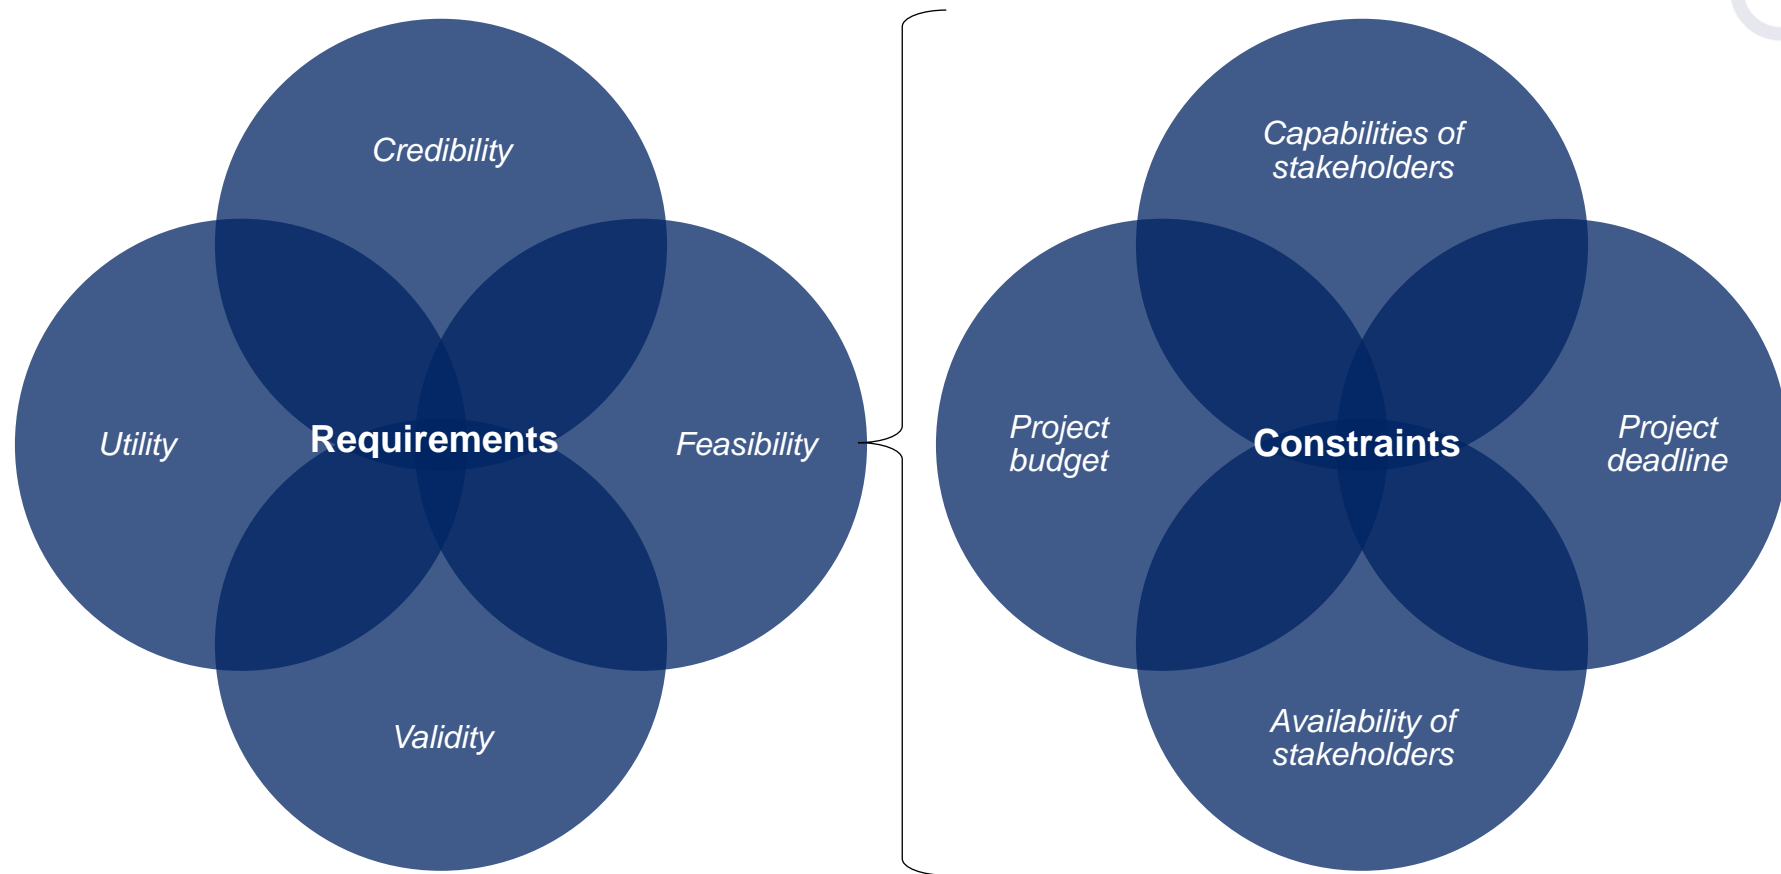 Credibility
Utility
Requirements
Feasibility
Validity
Capabilities of
stakeholders
Project
budget
Constraints
Project
deadline
Availability of
stakeholders